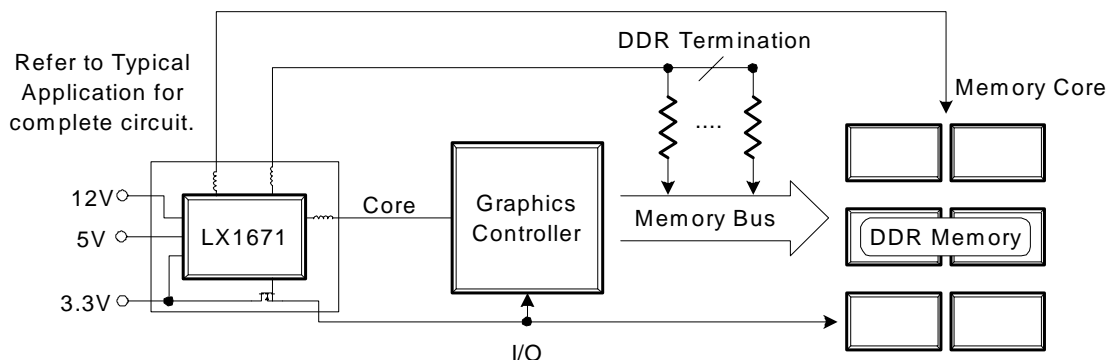 Refer to Typical
Application for
complete circuit.
DDR Termination
Memory Core
....
12V
5V
3.3V
LX1671
Core
Graphics
Controller
Memory Bus
DDR Memory
I/O